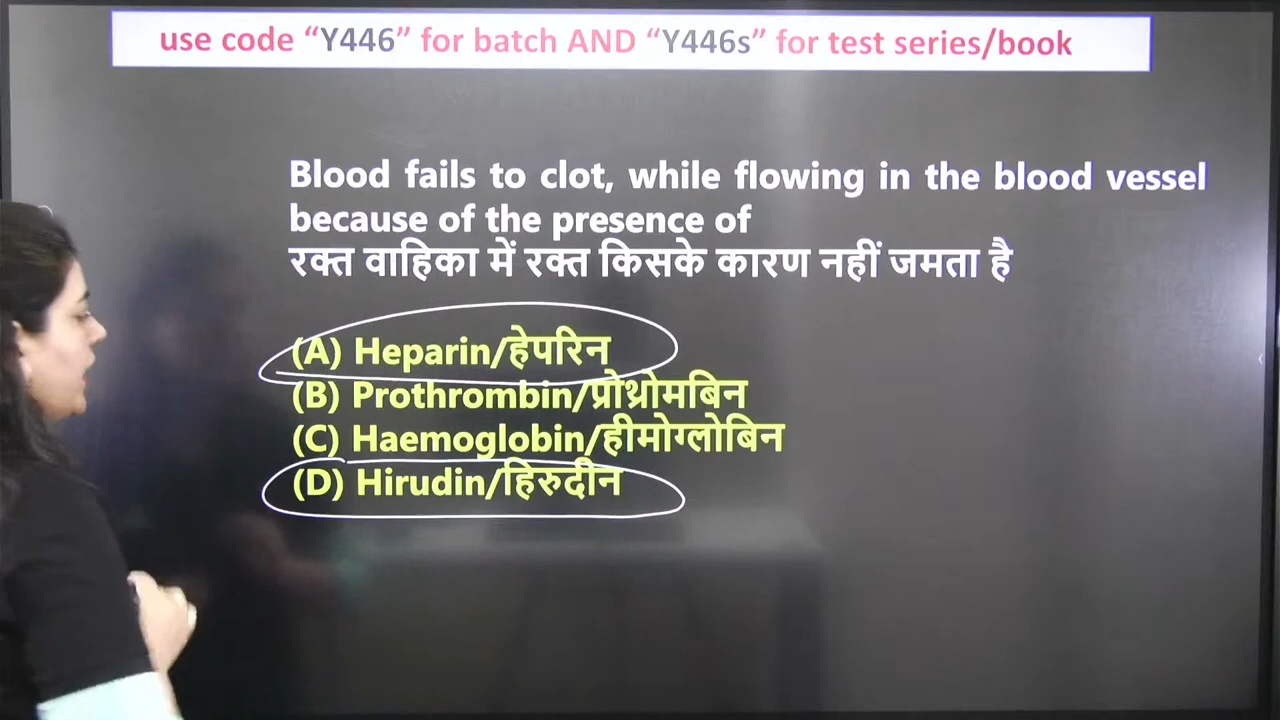 use code “Y446” for batch AND “Y446s” for test series/book
Blood fails to clot, while flowing in the blood vessel
because of the presence of
रक्त वाहिका में रक्त किसके कारण नहीं जमता है
(A) Heparin/हेपरिन
(B) Prothrombin/प्रोथ्रोमबिन
(C) Haemoglobin/हीमोग्लोबिन
(D) Hirudin/हिरुदीन